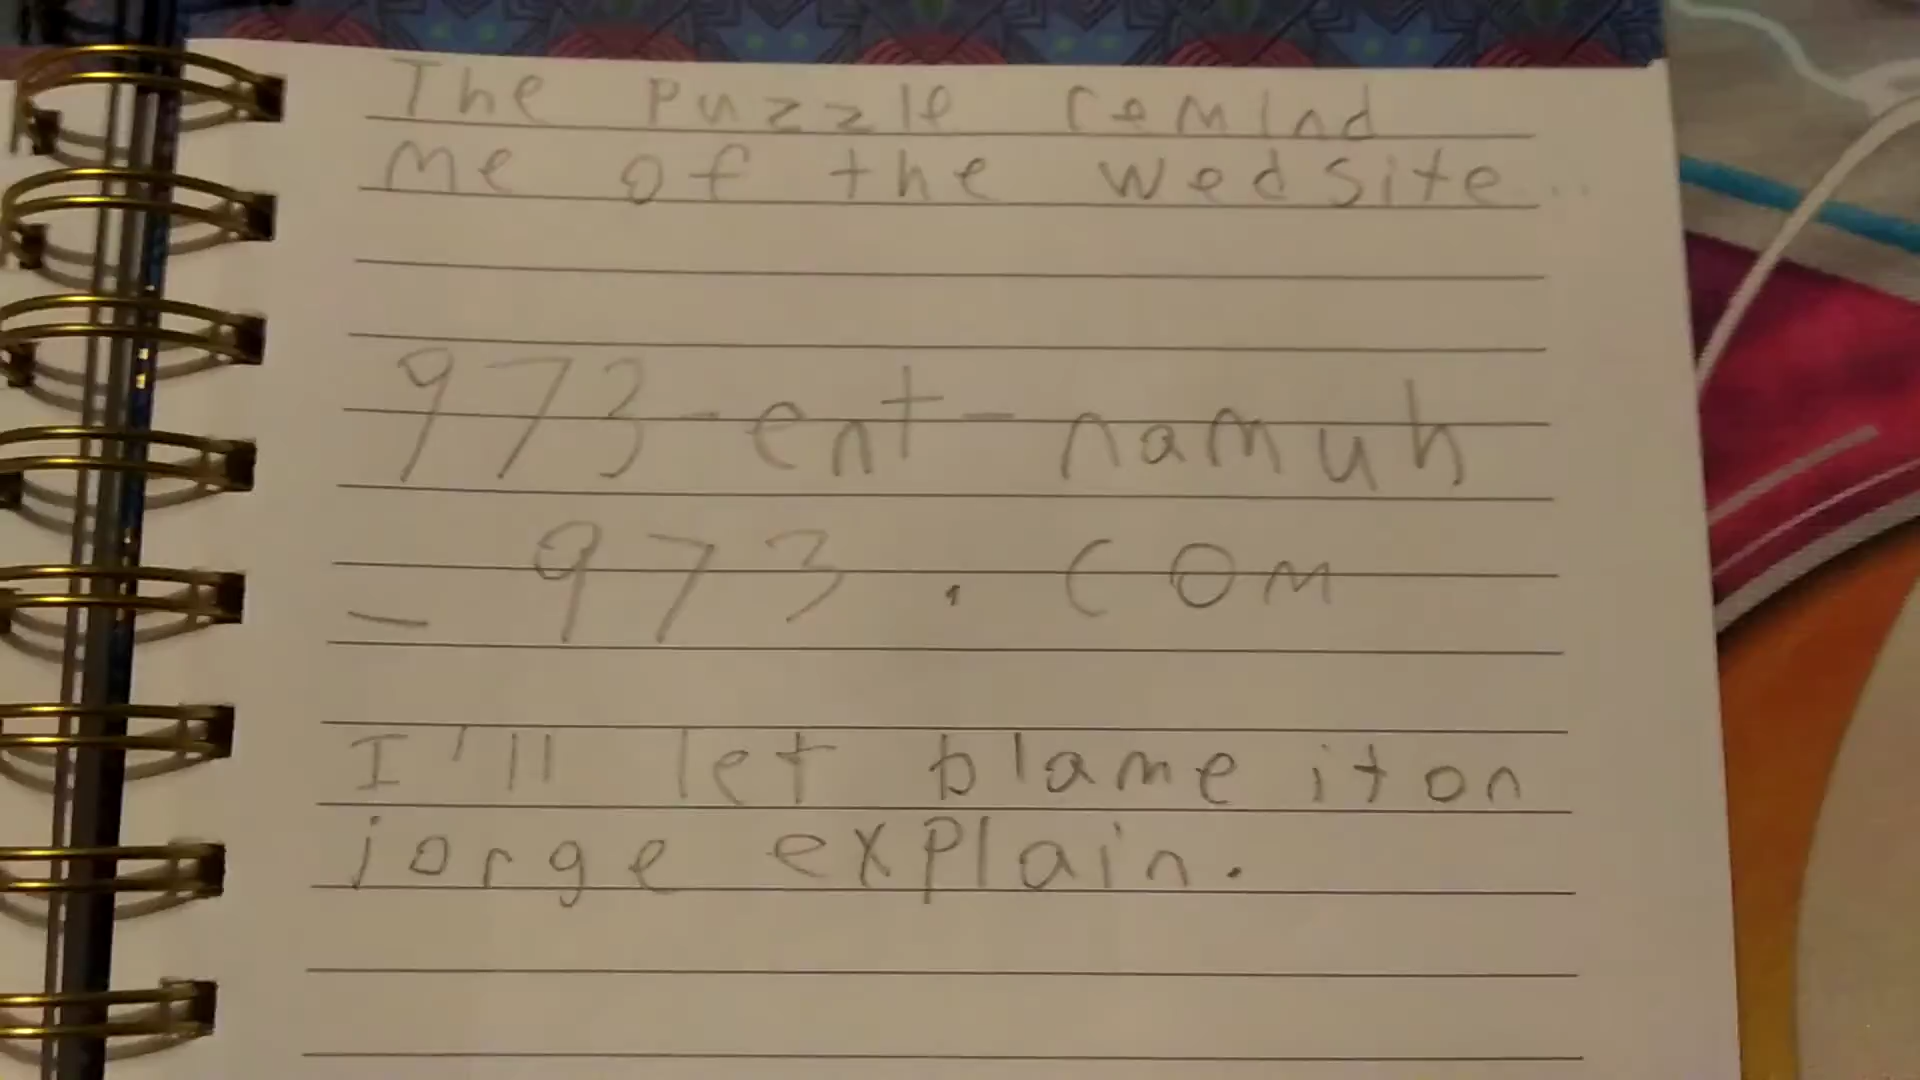 The puzzle remind
me of the wedsite..
973-ent-namuh
- 973.com
I'll let blame it on
jorge explain.